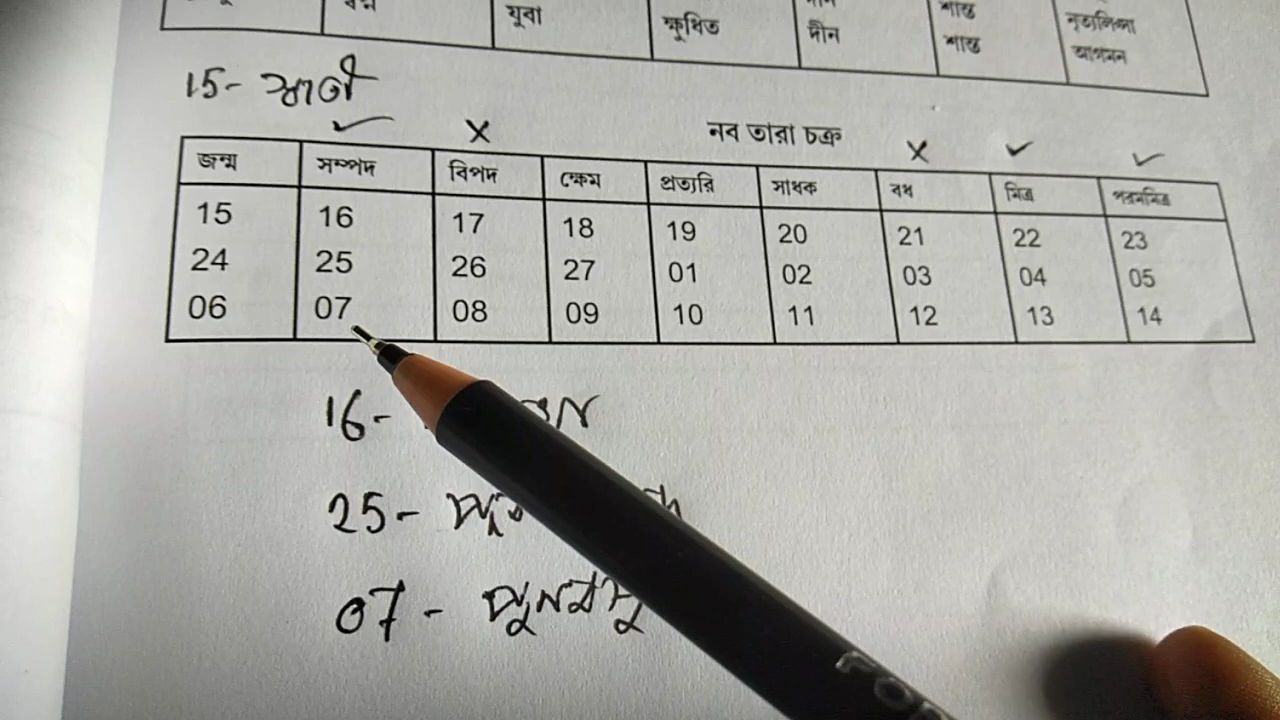 যুবা ক্ষুধিত দীন শান্ত নৃত্যলিপ্সা
শান্ত আগমন
15- স্বাতী
নব তারা চক্র
জন্ম সম্পদ বিপদ ক্ষেম প্রত্যরি সাধক বধ মিত্র পরমমিত্র
15 16 17 18 19 20 21 22 23
24 25 26 27 01 02 03 04 05
06 07 08 09 10 11 12 13 14
16-
25-
07 - পুনর্বসু